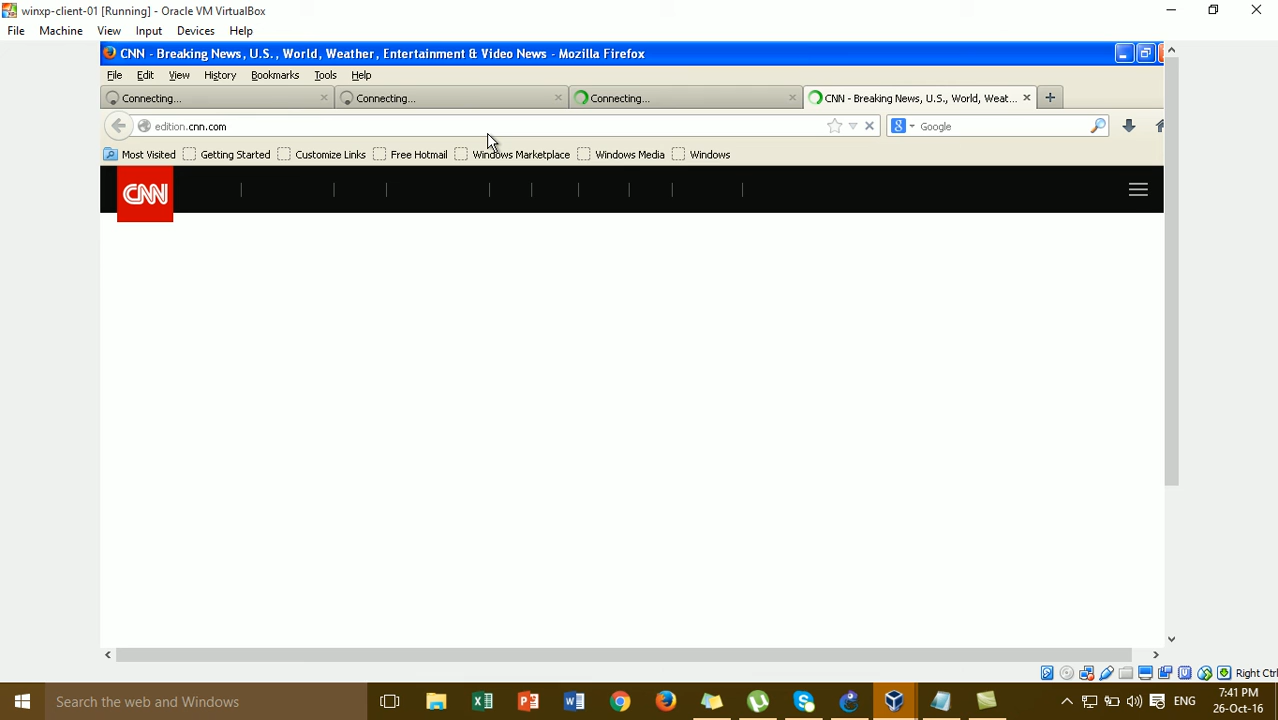 winxp-client-01 [Running] - Oracle VM VirtualBox
File Machine View Input Devices Help
CNN - Breaking News, U.S., World, Weather, Entertainment & Video News - Mozilla Firefox
File Edit View History Bookmarks Tools Help
Connecting... Connecting... Connecting... CNN - Breaking News, U.S., World, Weat...
edition.cnn.com Google
Most Visited Getting Started Customize Links Free Hotmail Windows Marketplace Windows Media Windows
CNN
Right Ctrl
Search the web and Windows ENG 7:41 PM
26-Oct-16